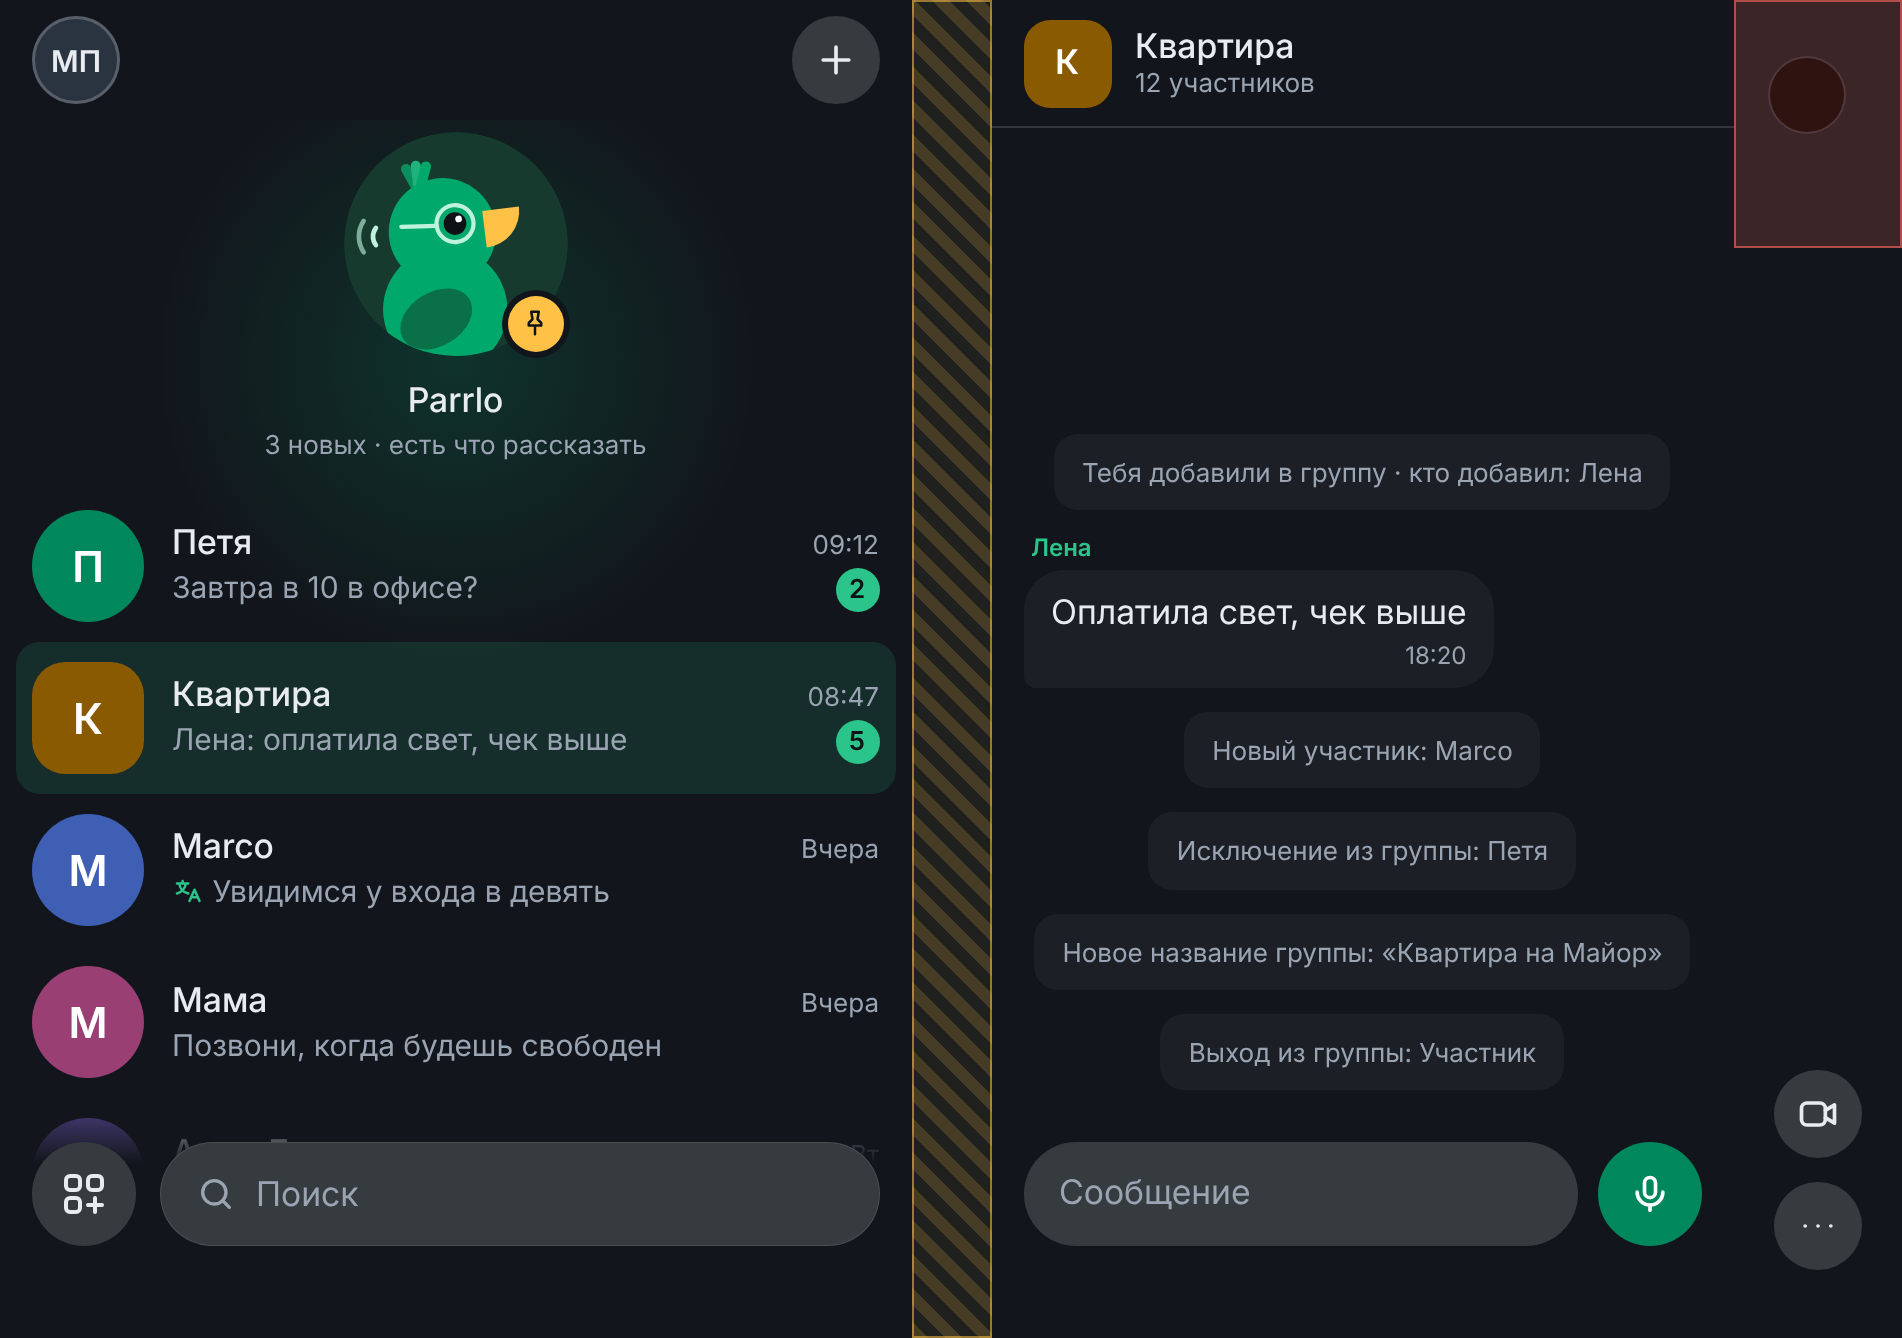 МП
Parrlo
3 новых · есть что рассказать
П
Петя
09:12
Завтра в 10 в офисе?
2
К
Квартира
08:47
Лена: оплатила свет, чек выше
5
М
Marco
Вчера
Увидимся у входа в девять
М
Мама
Вчера
Позвони, когда будешь свободен
Поиск
К
Квартира
12 участников
Тебя добавили в группу · кто добавил: Лена
Лена
Оплатила свет, чек выше
18:20
Новый участник: Marco
Исключение из группы: Петя
Новое название группы: «Квартира на Майор»
Выход из группы: Участник
Сообщение